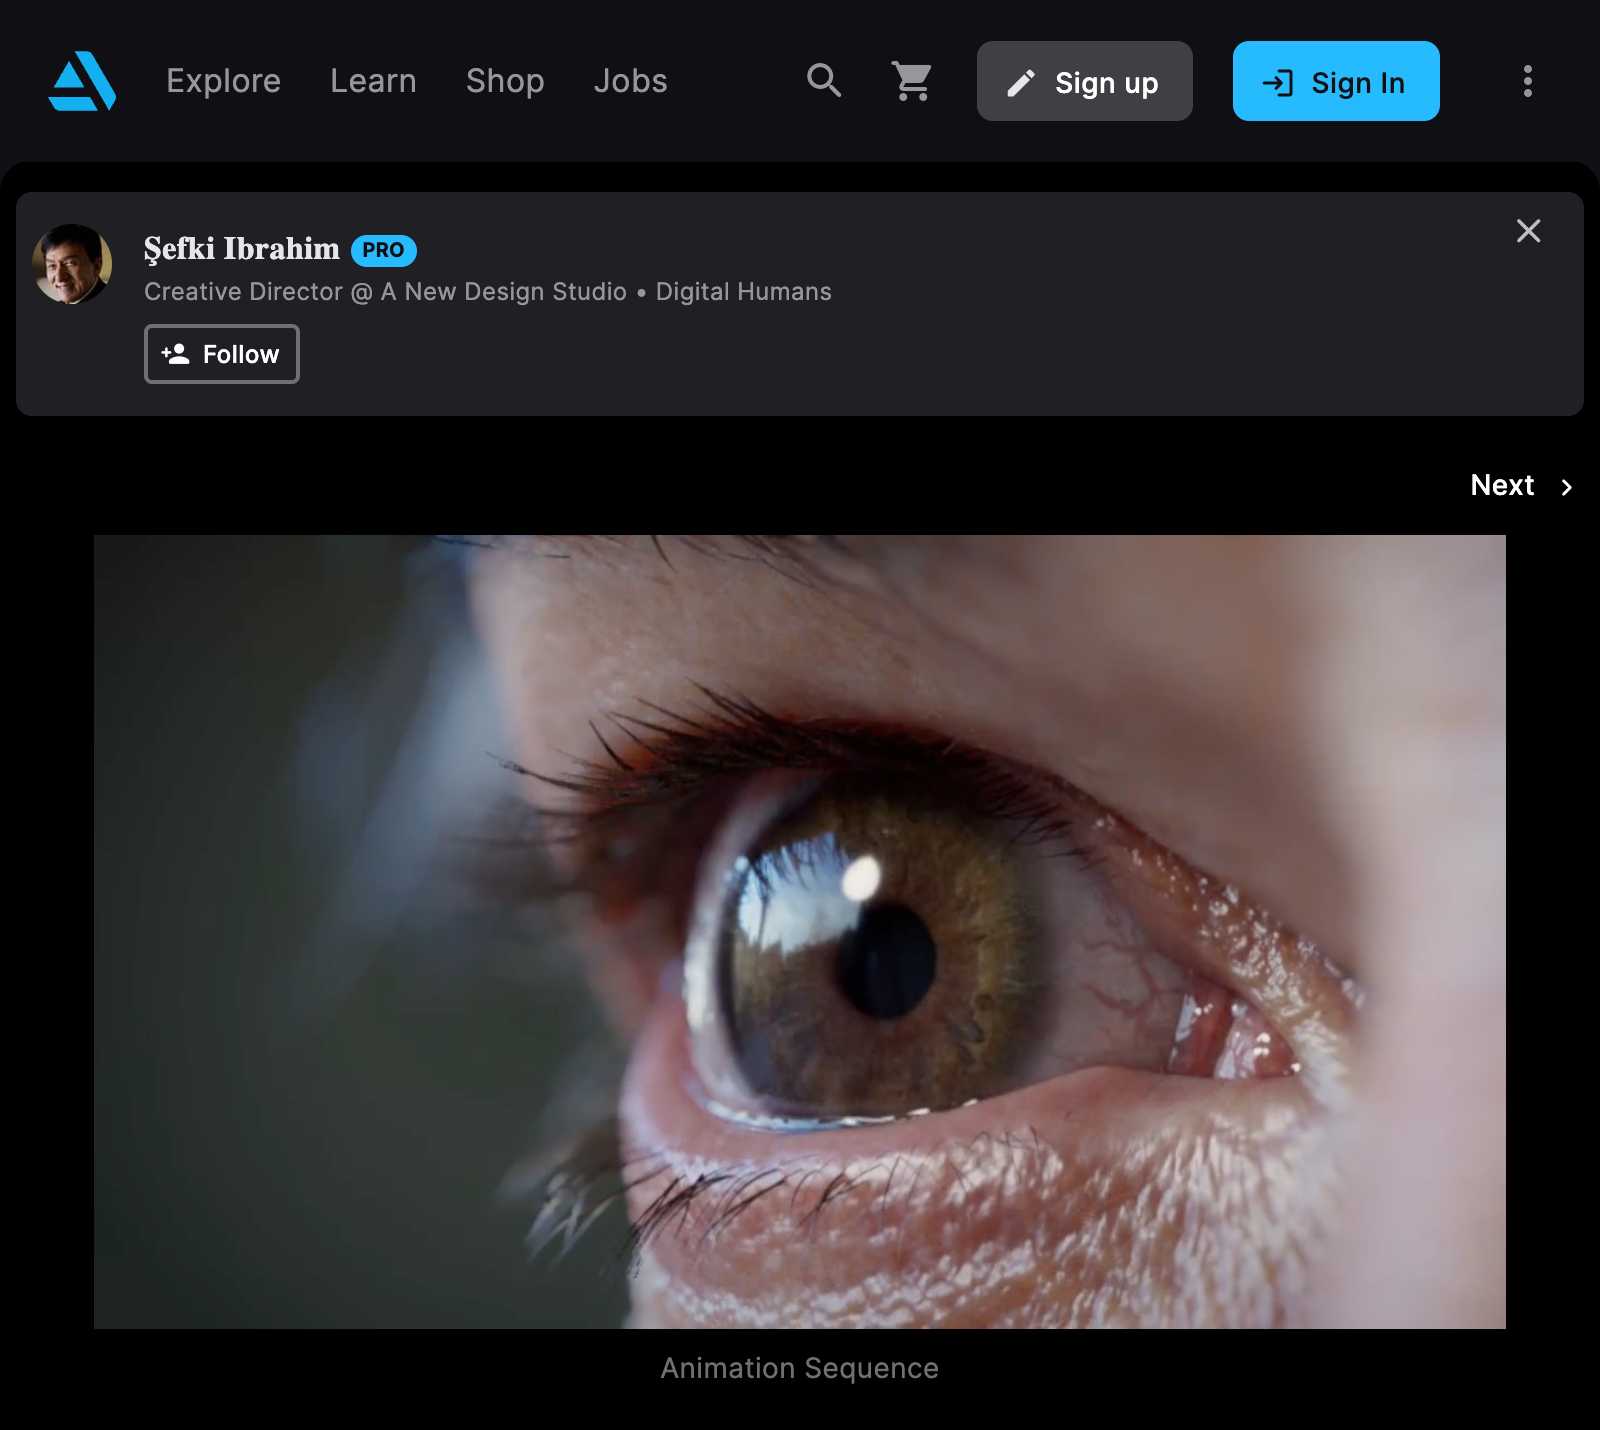 Explore Learn Shop Jobs Sign up Sign In
Şefki Ibrahim PRO
Creative Director @ A New Design Studio • Digital Humans
Follow
Next
Animation Sequence